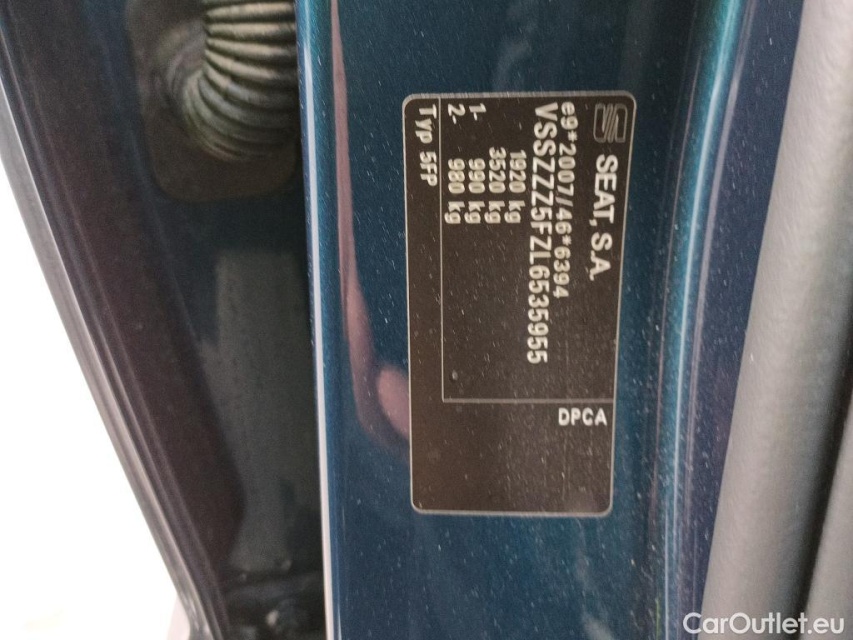 SEAT, S.A.
e9*2007/46*6394
VSSZZZ5FZL6535955
1920 kg
3520 kg
1- 990 kg
2- 980 kg
Typ 5FP
DPCA
CarOutlet.eu